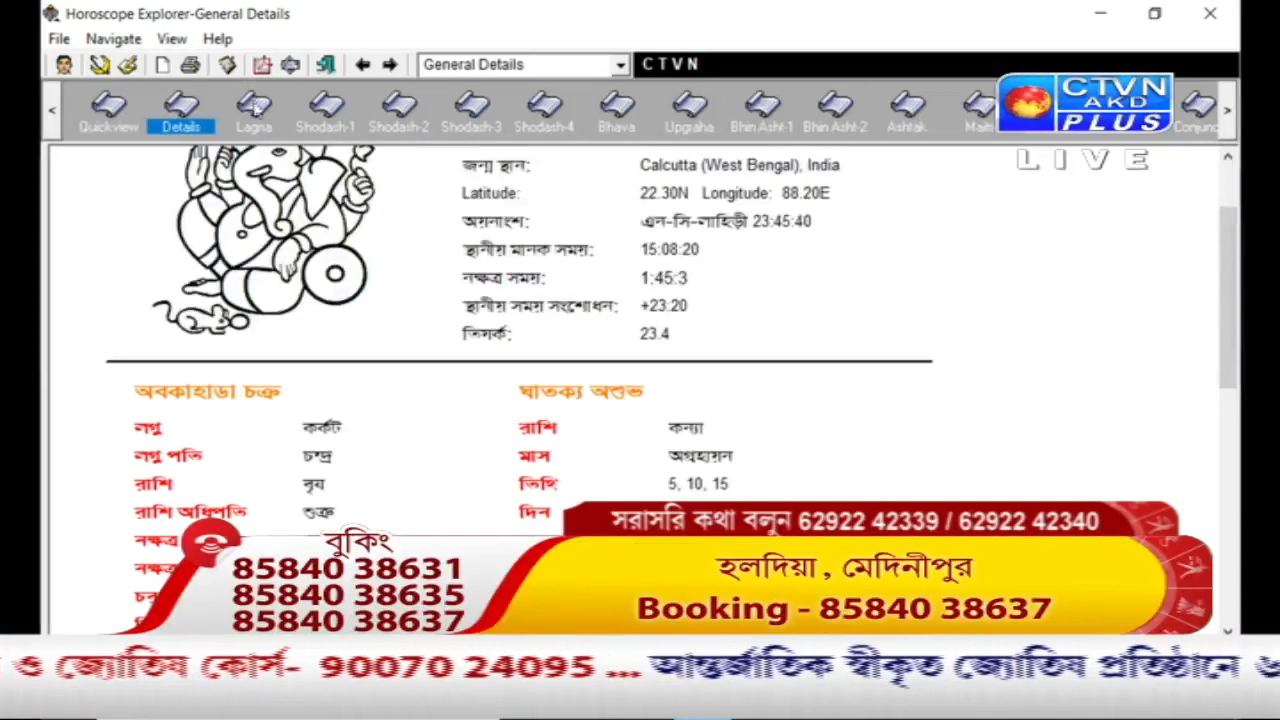 Horoscope Explorer-General Details
File Navigate View Help
General Details
CTVN
CTVN
AKD
PLUS
LIVE
Quickview Details Lagna Shodash-1 Shodash-2 Shodash-3 Shodash-4 Bhava Upgraha Bhin Asht-1 Bhin Asht-2 Ashtak
জন্ম স্থান: Calcutta (West Bengal), India
Latitude: 22.30N Longitude: 88.20E
অয়নাংশ: এন-সি-লাহিড়ী 23:45:40
স্থানীয় মানক সময়: 15:08:20
নক্ষত্র সময়: 1:45:3
স্থানীয় সময় সংশোধন: +23:20
তির্যক: 23.4
অবকাহাডা চক্র ঘাতক্য অশুভ
লগ্ন কর্কট রাশি কন্যা
লগ্ন পতি চন্দ্র মাস অগ্রহায়ন
রাশি বৃষ তিথি 5, 10, 15
রাশি অধিপতি শুক্র দিন
নক্ষত্র
সরাসরি কথা বলুন 62922 42339 / 62922 42340
বুকিং
85840 38631
85840 38635
85840 38637
হলদিয়া, মেদিনীপুর
Booking - 85840 38637
ও জ্যোতিষ কোর্স- 90070 24095 ... আন্তর্জাতিক স্বীকৃত জ্যোতিষ প্রতিষ্ঠানে